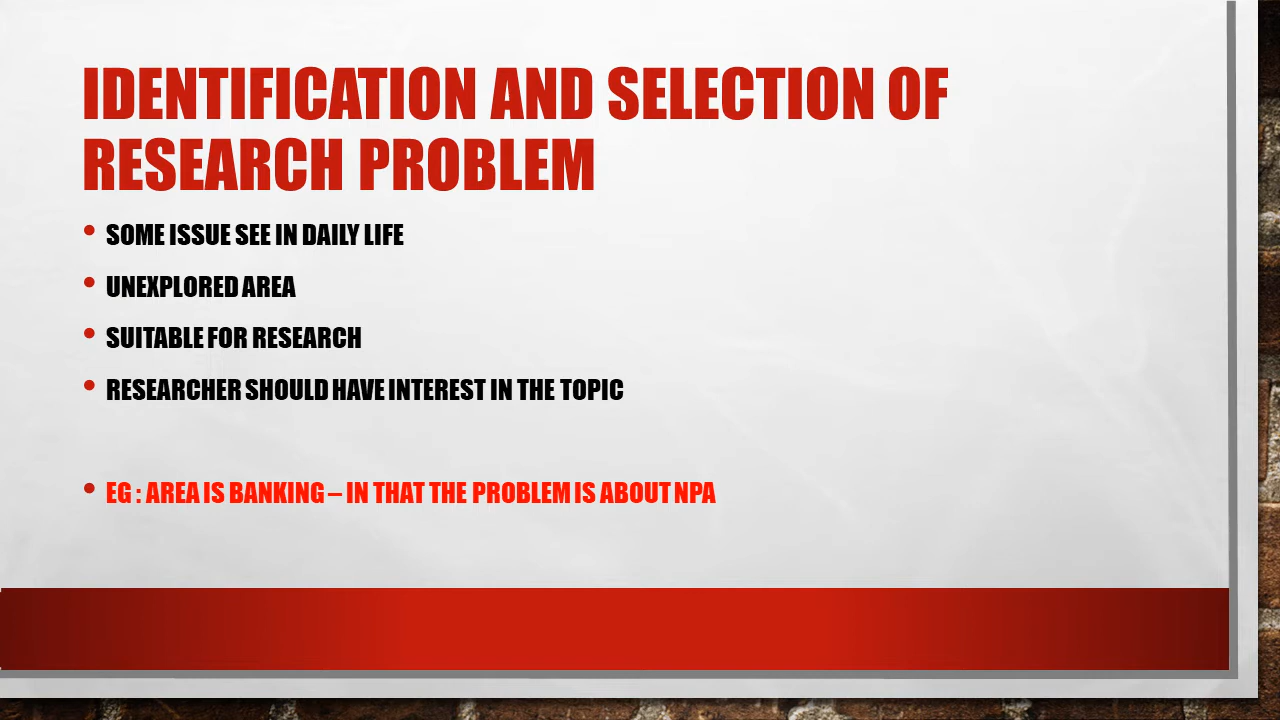 IDENTIFICATION AND SELECTION OF
RESEARCH PROBLEM
• SOME ISSUE SEE IN DAILY LIFE
• UNEXPLORED AREA
• SUITABLE FOR RESEARCH
• RESEARCHER SHOULD HAVE INTEREST IN THE TOPIC
• EG : AREA IS BANKING – IN THAT THE PROBLEM IS ABOUT NPA